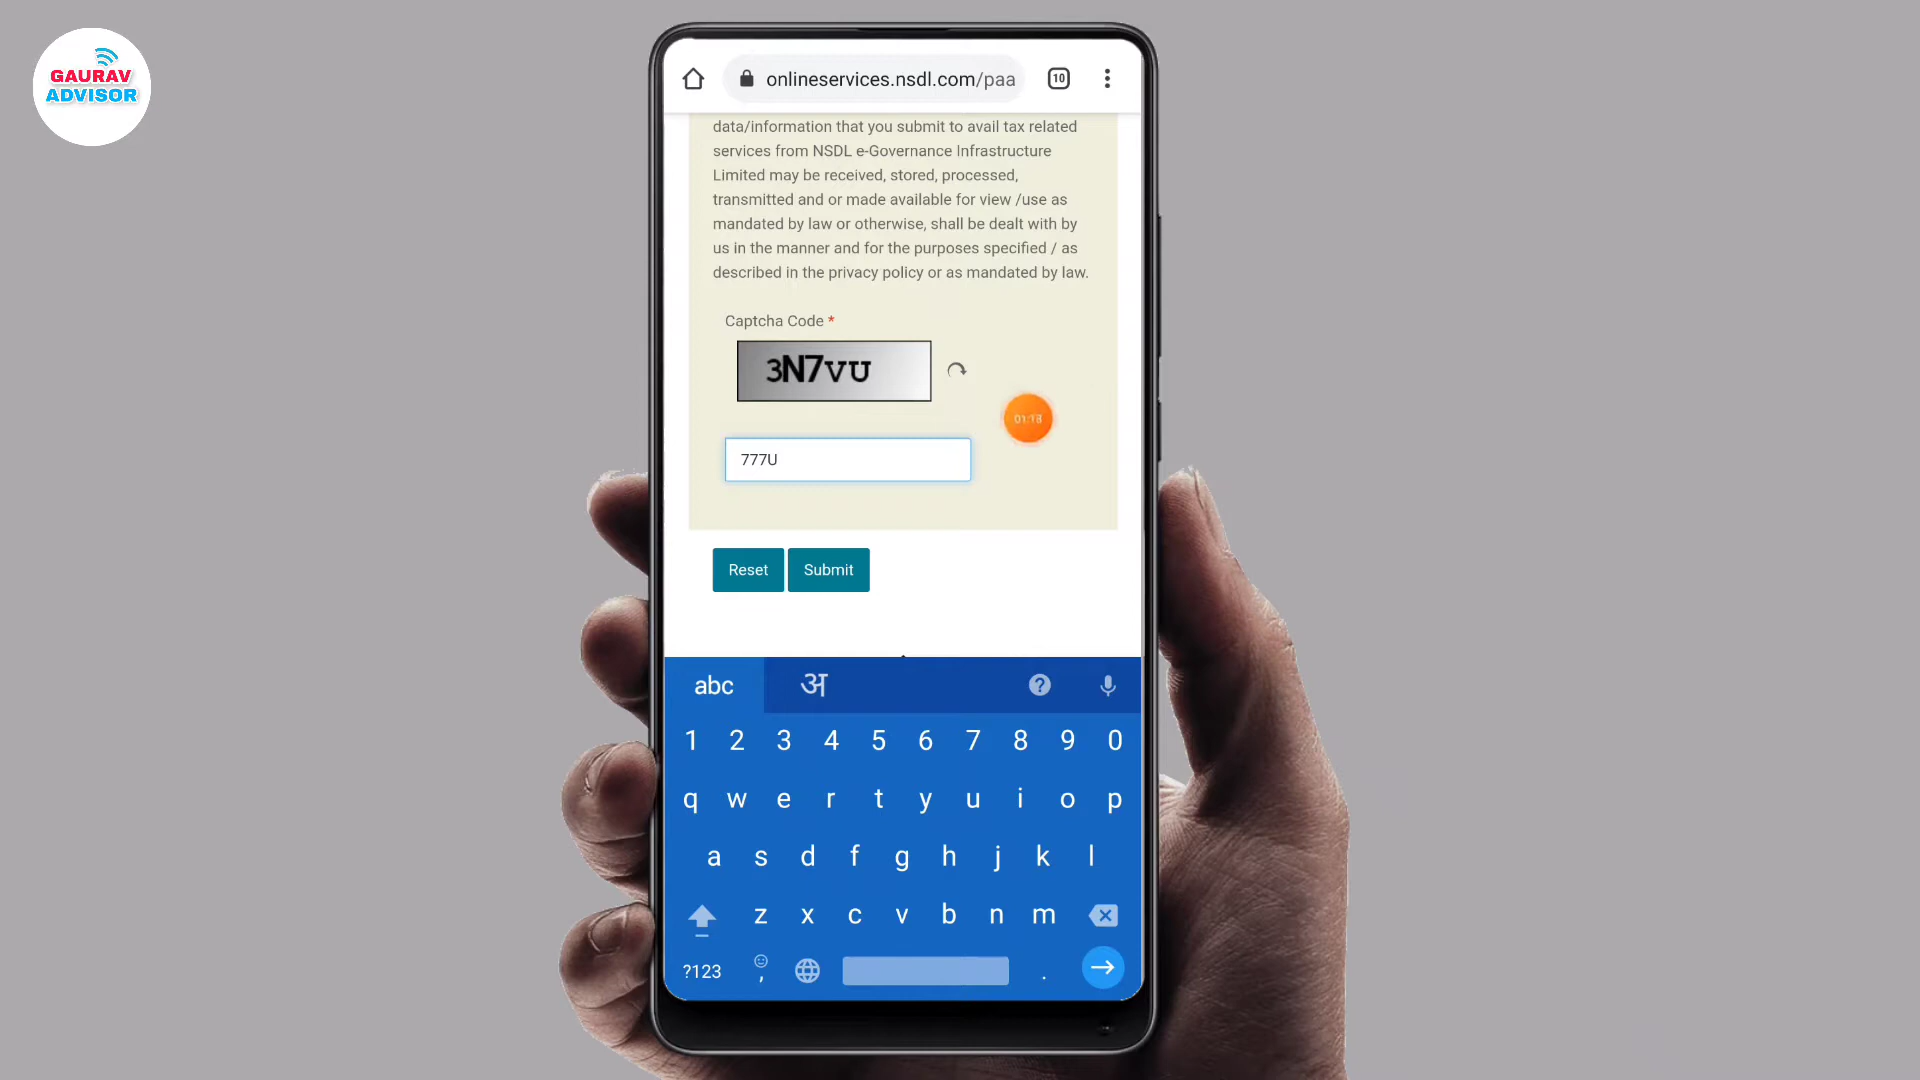 GAURAV
ADVISOR
onlineservices.nsdl.com/paa
10
data/information that you submit to avail tax related
services from NSDL e-Governance Infrastructure
Limited may be received, stored, processed,
transmitted and or made available for view /use as
mandated by law or otherwise, shall be dealt with by
us in the manner and for the purposes specified / as
described in the privacy policy or as mandated by law.
Captcha Code *
3N7VU
01:18
777U
Reset Submit
abc अ
1 2 3 4 5 6 7 8 9 0
q w e r t y u i o p
a s d f g h j k l
z x c v b n m
?123 , .